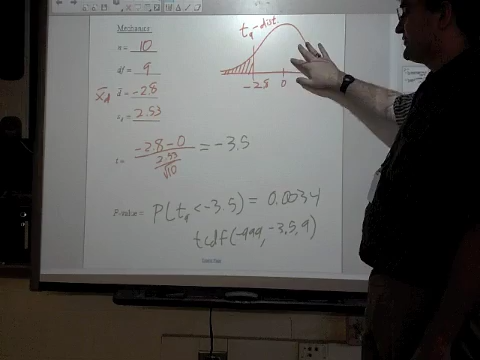 Mechanics
n = 10
df = 9
x̄d d̄ = -2.8
s = 2.53
t = (-2.8 - 0) / (2.53 / √10) = -3.5
P-value = P(t9 < -3.5) = 0.0034
tcdf(-999, -3.5, 9)
t9-dist
-2.8 0